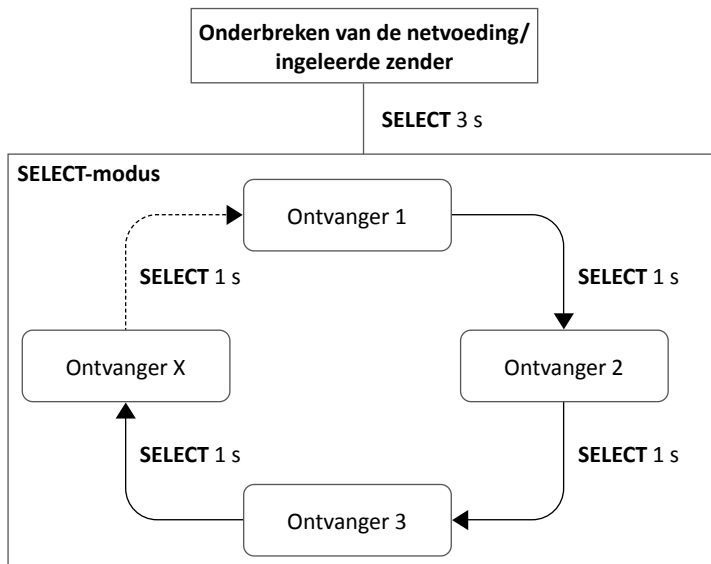 Onderbreken van de netvoeding/
ingeleerde zender
SELECT 3 s
SELECT-modus
Ontvanger 1
SELECT 1 s
SELECT 1 s
Ontvanger X
Ontvanger 2
SELECT 1 s
SELECT 1 s
Ontvanger 3